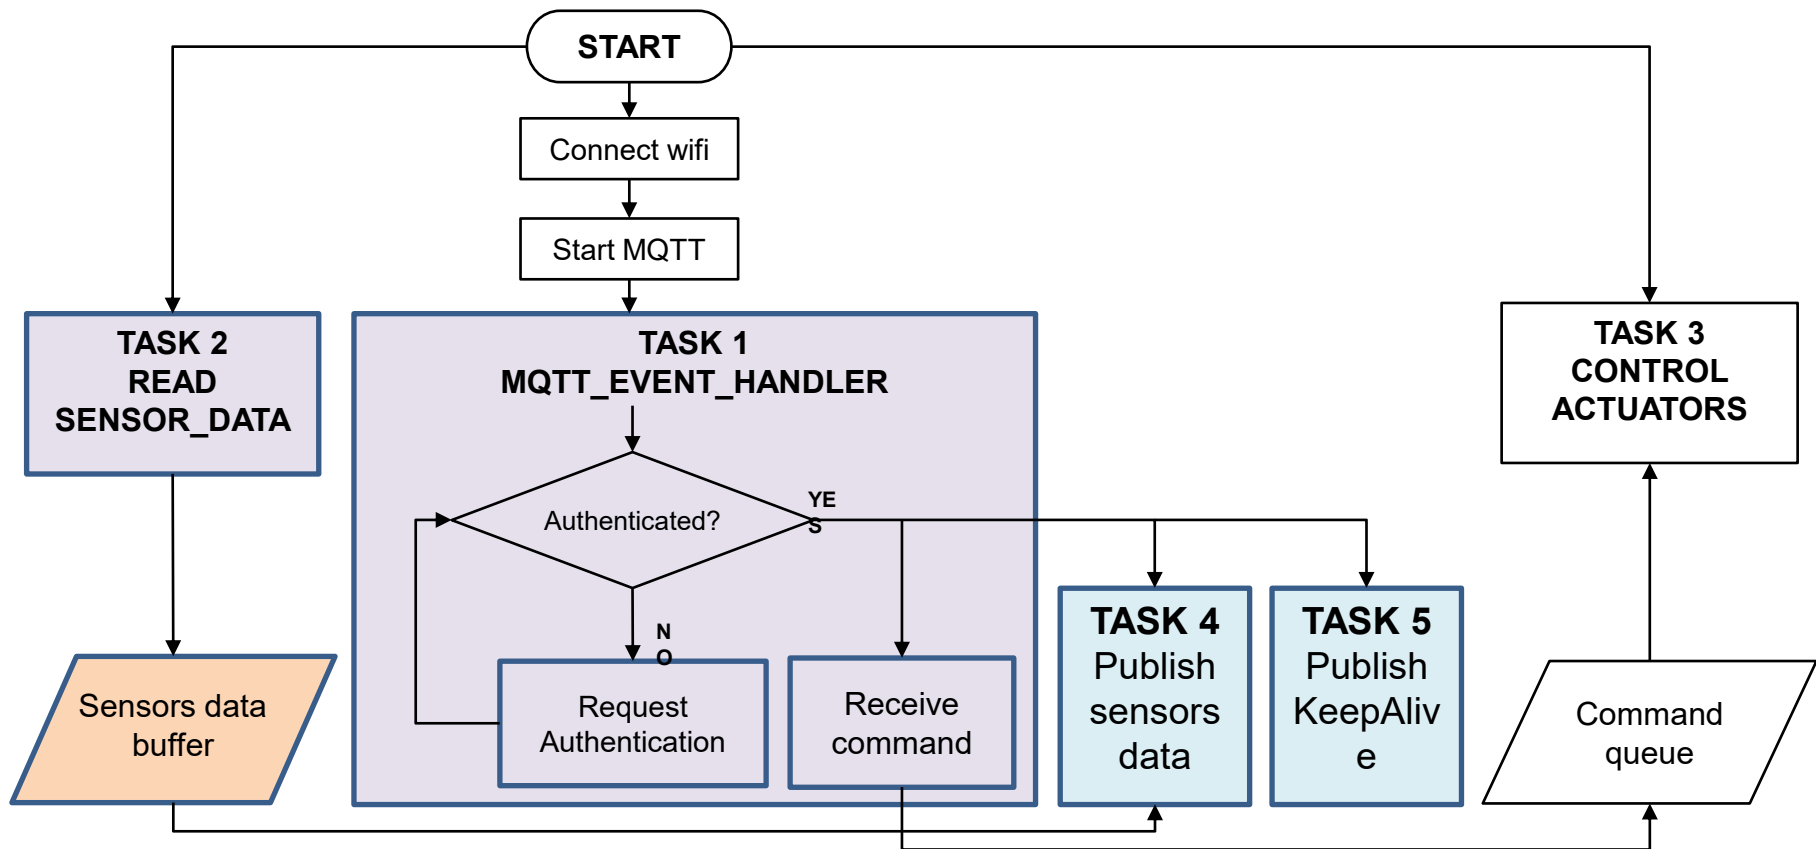 START
Connect wifi
Start MQTT
TASK 2
READ
SENSOR_DATA
TASK 1
MQTT_EVENT_HANDLER
TASK 3
CONTROL
ACTUATORS
Authenticated?
YE
S
N
O
Request
Authentication
Receive
command
TASK 4
Publish
sensors
data
TASK 5
Publish
KeepAliv
e
Sensors data
buffer
Command
queue